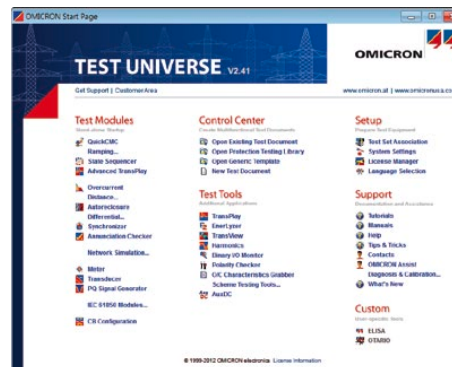 OMICRON Start Page
TEST UNIVERSE V2.41
OMICRON
Get Support | CustomerArea
www.omicron.at | www.omicronusa.co
Test Modules
Stand-alone Startup
QuickCMC
Ramping...
State Sequencer
Advanced TransPlay
Overcurrent
Distance...
Autoreclosure
Differential...
Synchronizer
Annunciation Checker
Network Simulation...
Meter
Transducer
PQ Signal Generator
IEC 61850 Modules...
CB Configuration
Control Center
Create Multifunctional Test Documents
Open Existing Test Document
Open Protection Testing Library
Open Generic Template
New Test Document
Test Tools
Additional Applications
TransPlay
EnerLyzer
TransView
Harmonics
Binary I/O Monitor
Polarity Checker
O/C Characteristics Grabber
Scheme Testing Tools...
AuxDC
Setup
Prepare Test Equipment
Test Set Association
System Settings
License Manager
Language Selection
Support
Documentation and Assistance
Tutorials
Manuals
Help
Tips & Tricks
Contacts
OMICRON Assist
Diagnosis & Calibration...
What's New
Custom
User-specific Items
ELISA
OTARIO
© 1999-2012 OMICRON electronics License Information